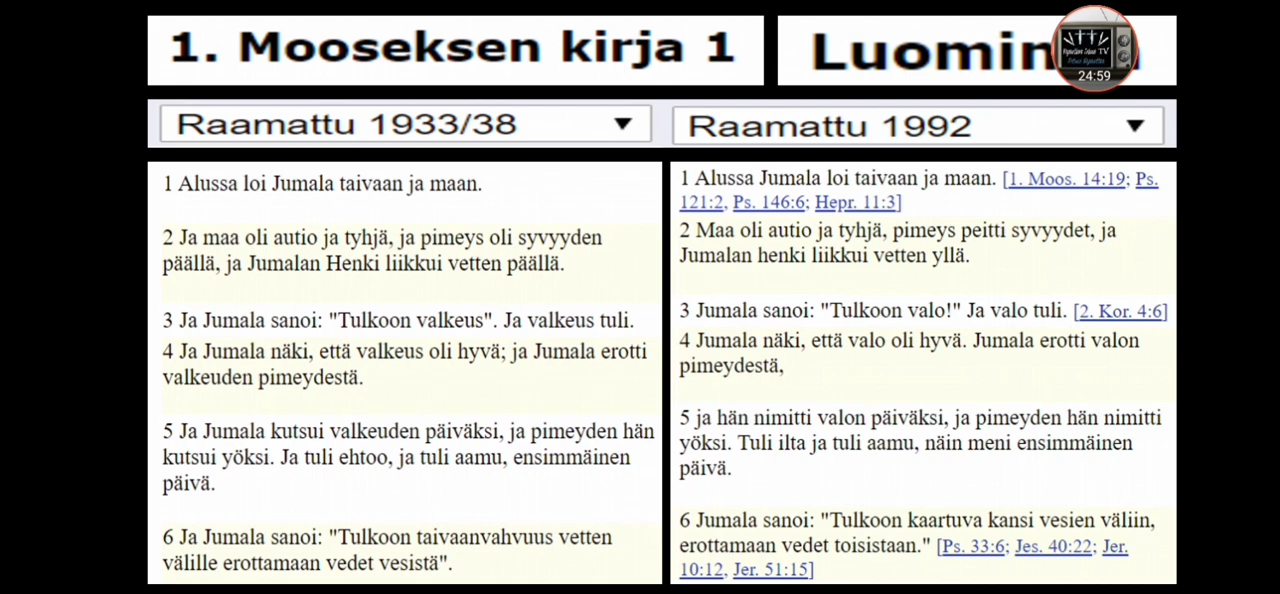 1. Mooseksen kirja 1
Luomin
TV
24:59
Raamattu 1933/38
Raamattu 1992
1 Alussa loi Jumala taivaan ja maan.
2 Ja maa oli autio ja tyhjä, ja pimeys oli syvyyden
päällä, ja Jumalan Henki liikkui vetten päällä.
3 Ja Jumala sanoi: "Tulkoon valkeus". Ja valkeus tuli.
4 Ja Jumala näki, että valkeus oli hyvä; ja Jumala erotti
valkeuden pimeydestä.
5 Ja Jumala kutsui valkeuden päiväksi, ja pimeyden hän
kutsui yöksi. Ja tuli ehtoo, ja tuli aamu, ensimmäinen
päivä.
6 Ja Jumala sanoi: "Tulkoon taivaanvahvuus vetten
välille erottamaan vedet vesistä".
1 Alussa Jumala loi taivaan ja maan. [1. Moos. 14:19; Ps.
121:2, Ps. 146:6; Hepr. 11:3]
2 Maa oli autio ja tyhjä, pimeys peitti syvyydet, ja
Jumalan henki liikkui vetten yllä.
3 Jumala sanoi: "Tulkoon valo!" Ja valo tuli. [2. Kor. 4:6]
4 Jumala näki, että valo oli hyvä. Jumala erotti valon
pimeydestä,
5 ja hän nimitti valon päiväksi, ja pimeyden hän nimitti
yöksi. Tuli ilta ja tuli aamu, näin meni ensimmäinen
päivä.
6 Jumala sanoi: "Tulkoon kaartuva kansi vesien väliin,
erottamaan vedet toisistaan." [Ps. 33:6; Jes. 40:22; Jer.
10:12, Jer. 51:15]